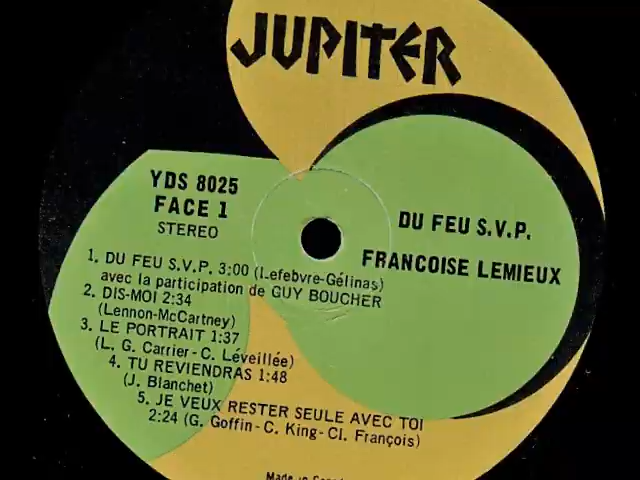 JUPITER
YDS 8025
FACE 1
STEREO
DU FEU S.V.P.
FRANCOISE LEMIEUX
1. DU FEU S.V.P. 3:00 (Lefebvre-Gélinas)
avec la participation de GUY BOUCHER
2. DIS-MOI 2:34
(Lennon-McCartney)
3. LE PORTRAIT 1:37
(L. G. Carrier - C. Léveillée)
4. TU REVIENDRAS 1:48
(J. Blanchet)
5. JE VEUX RESTER SEULE AVEC TOI
2:24 (G. Goffin - C. King - Cl. François)
Made in